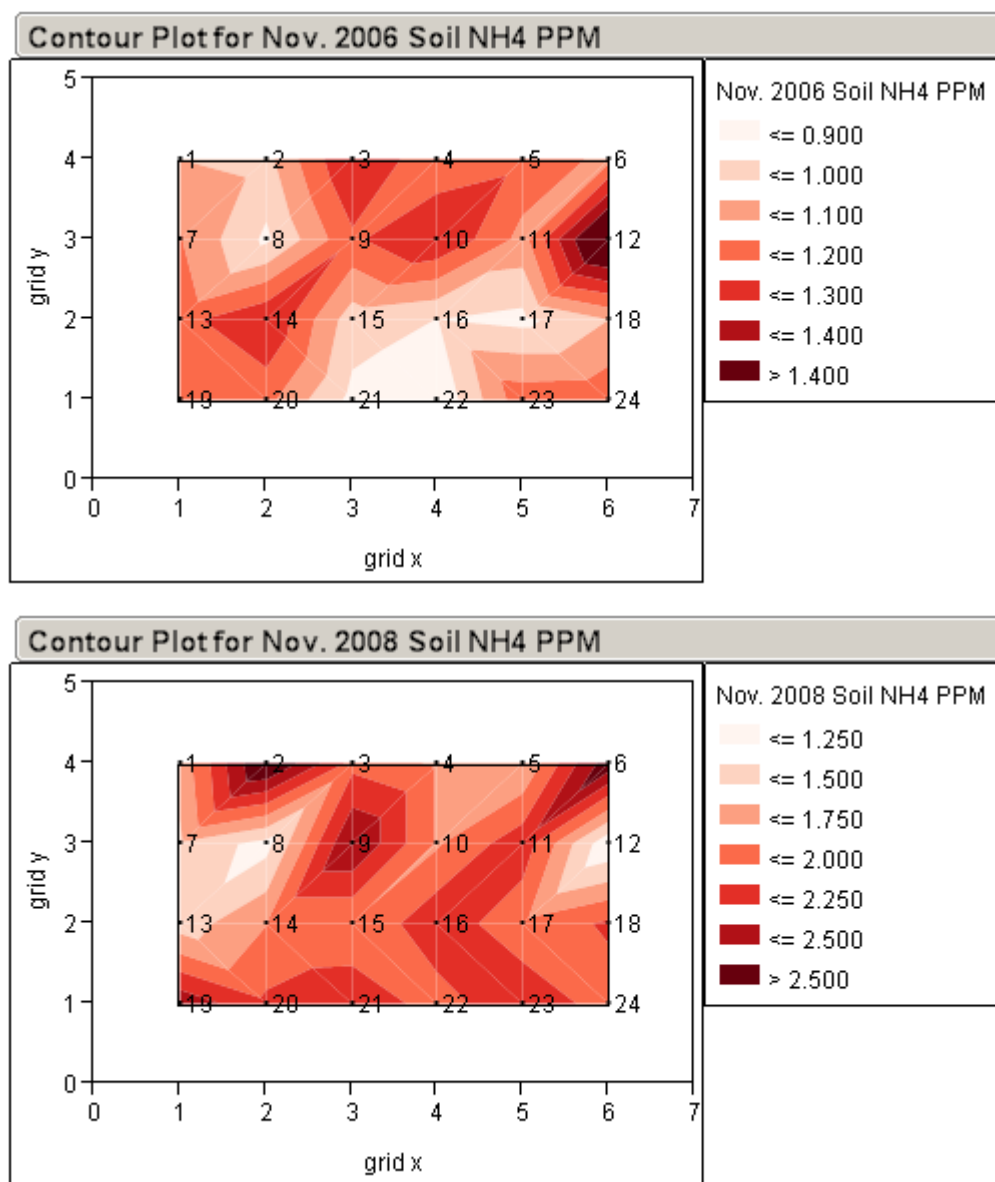 Contour Plot for Nov. 2006 Soil NH4 PPM
5
4
3
2
1
0
grid y
1 2 3 4 5 6
7 8 9 10 11 12
13 14 15 16 17 18
19 20 21 22 23 24
0 1 2 3 4 5 6 7
grid x
Nov. 2006 Soil NH4 PPM
<= 0.900
<= 1.000
<= 1.100
<= 1.200
<= 1.300
<= 1.400
> 1.400
Contour Plot for Nov. 2008 Soil NH4 PPM
5
4
3
2
1
0
grid y
1 2 3 4 5 6
7 8 9 10 11 12
13 14 15 16 17 18
19 20 21 22 23 24
0 1 2 3 4 5 6 7
grid x
Nov. 2008 Soil NH4 PPM
<= 1.250
<= 1.500
<= 1.750
<= 2.000
<= 2.250
<= 2.500
> 2.500